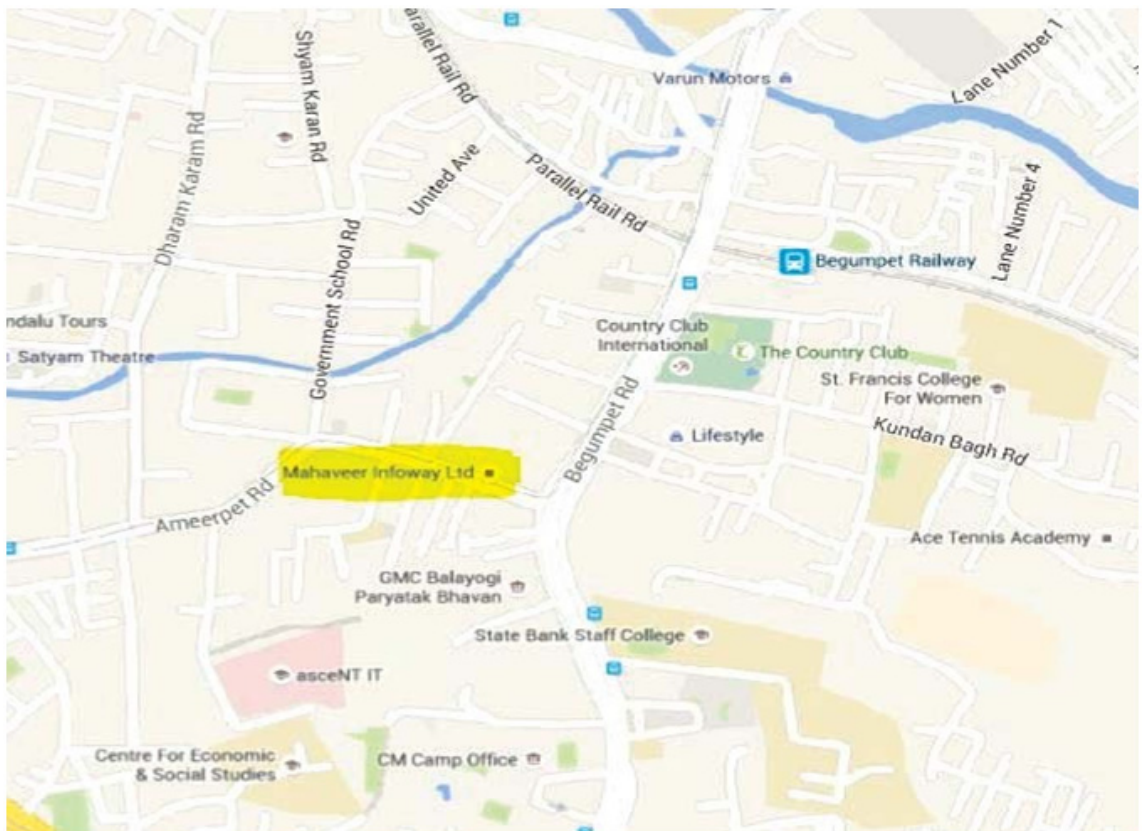 Parallel Rail Rd
Shyam Karan Rd
Varun Motors
Lane Number 1
Dharam Karam Rd
United Ave
Parallel Rail Rd
Lane Number 4
Government School Rd
Begumpet Railway
ndalu Tours
Satyam Theatre
Country Club
International
The Country Club
St. Francis College
For Women
Begumpet Rd
Lifestyle
Kundan Bagh Rd
Mahaveer Infoway Ltd
Ameerpet Rd
Ace Tennis Academy
GMC Balayogi
Paryatak Bhavan
State Bank Staff College
asceNT IT
Centre For Economic
& Social Studies
CM Camp Office